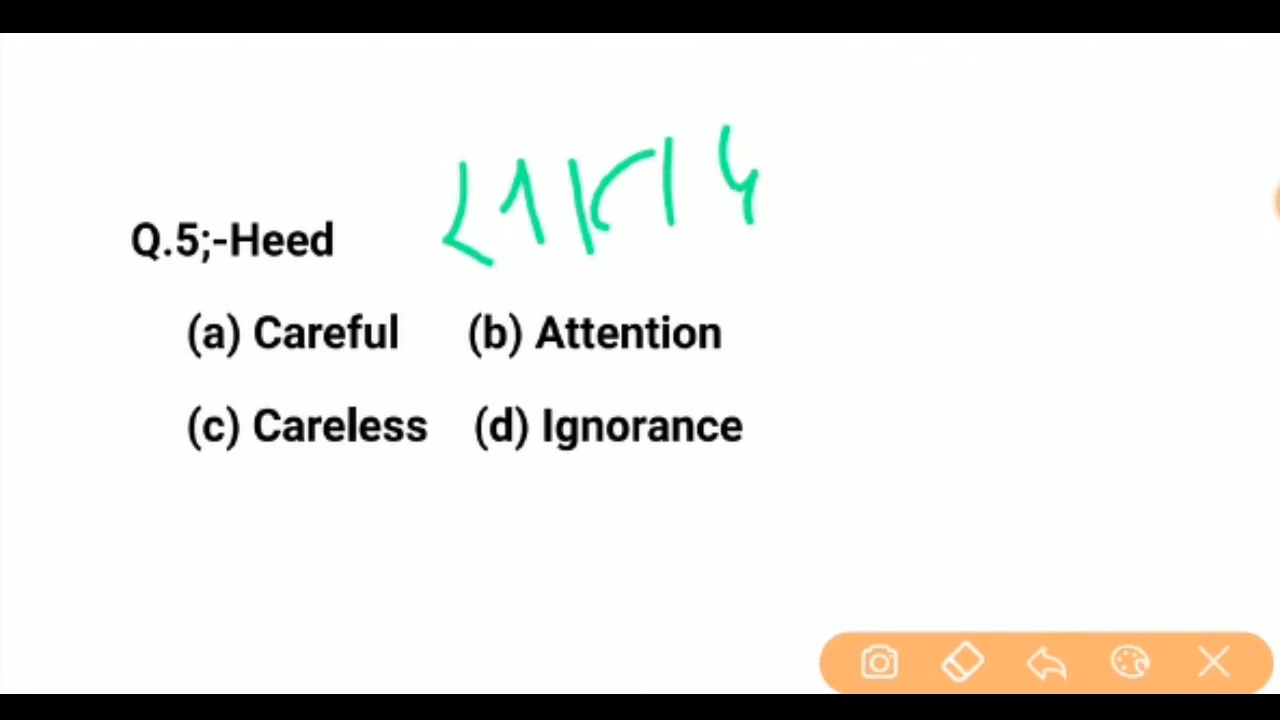 Q.5;-Heed
(a) Careful (b) Attention
(c) Careless (d) Ignorance